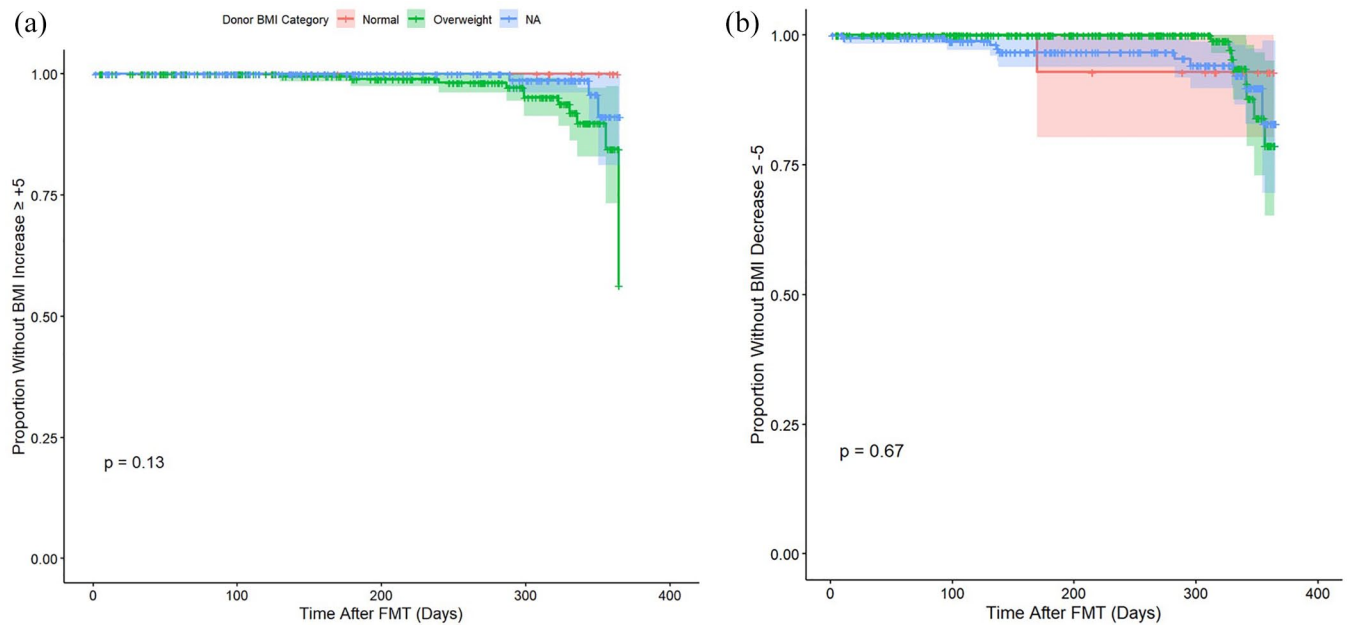 (a)
Donor BMI Category Normal Overweight NA
Proportion Without BMI Increase ≥ +5
1.00
0.75
0.50
0.25
0.00
p = 0.13
0 100 200 300 400
Time After FMT (Days)
(b)
Proportion Without BMI Decrease ≤ -5
1.00
0.75
0.50
0.25
0.00
p = 0.67
0 100 200 300 400
Time After FMT (Days)